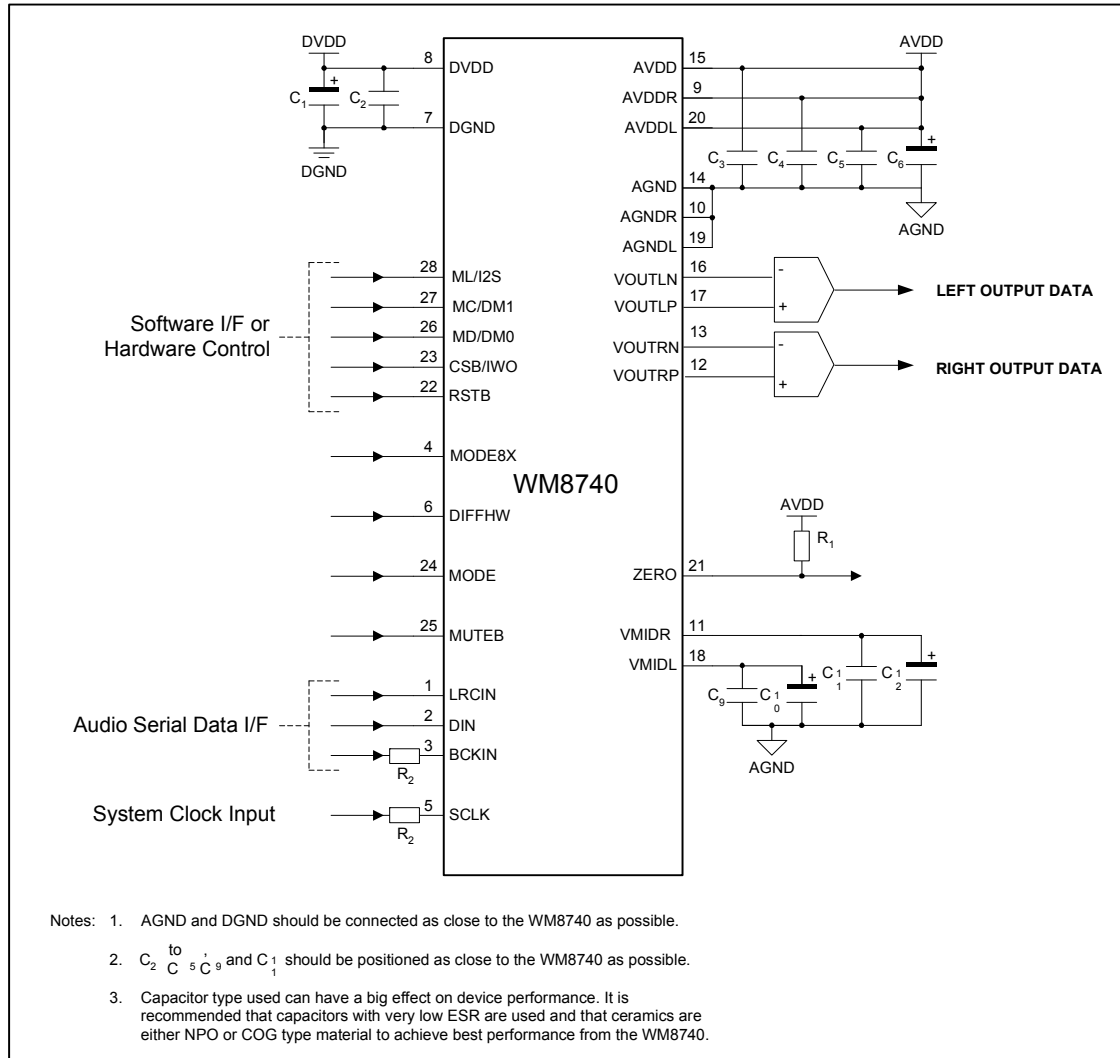 DVDD
8 DVDD
C1 +
C2
7 DGND
DGND
AVDD
AVDD 15
AVDDR 9
AVDDL 20
C3 C4 C5 C6 +
AGND 14
AGNDR 10
AGNDL 19
AGND
Software I/F or
Hardware Control
28 ML/I2S
27 MC/DM1
26 MD/DM0
23 CSB/IWO
22 RSTB
VOUTLN 16 -
VOUTLP 17 +
LEFT OUTPUT DATA
VOUTRN 13 -
VOUTRP 12 +
RIGHT OUTPUT DATA
4 MODE8X
WM8740
6 DIFFHW
24 MODE
25 MUTEB
AVDD
R1
ZERO 21
VMIDR 11
VMIDL 18
C9 C10 + C11 C12 +
AGND
Audio Serial Data I/F
1 LRCIN
2 DIN
3 BCKIN
R2
System Clock Input
5 SCLK
R2
Notes: 1. AGND and DGND should be connected as close to the WM8740 as possible.
2. C2 to C5, C9 and C11 should be positioned as close to the WM8740 as possible.
3. Capacitor type used can have a big effect on device performance. It is
recommended that capacitors with very low ESR are used and that ceramics are
either NPO or COG type material to achieve best performance from the WM8740.